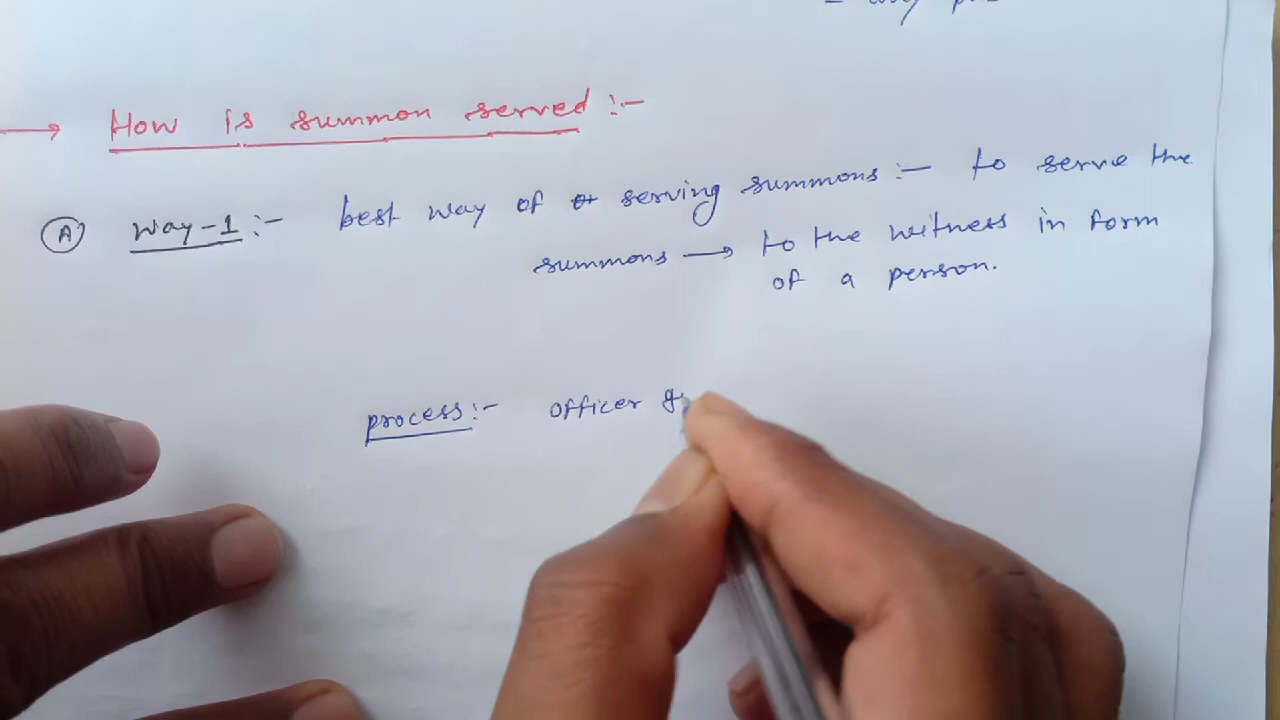 → How is summon served :-
(A) way-1 :- best way of serving summons :- to serve the
summons → to the witness in form
of a person.
process :- officer